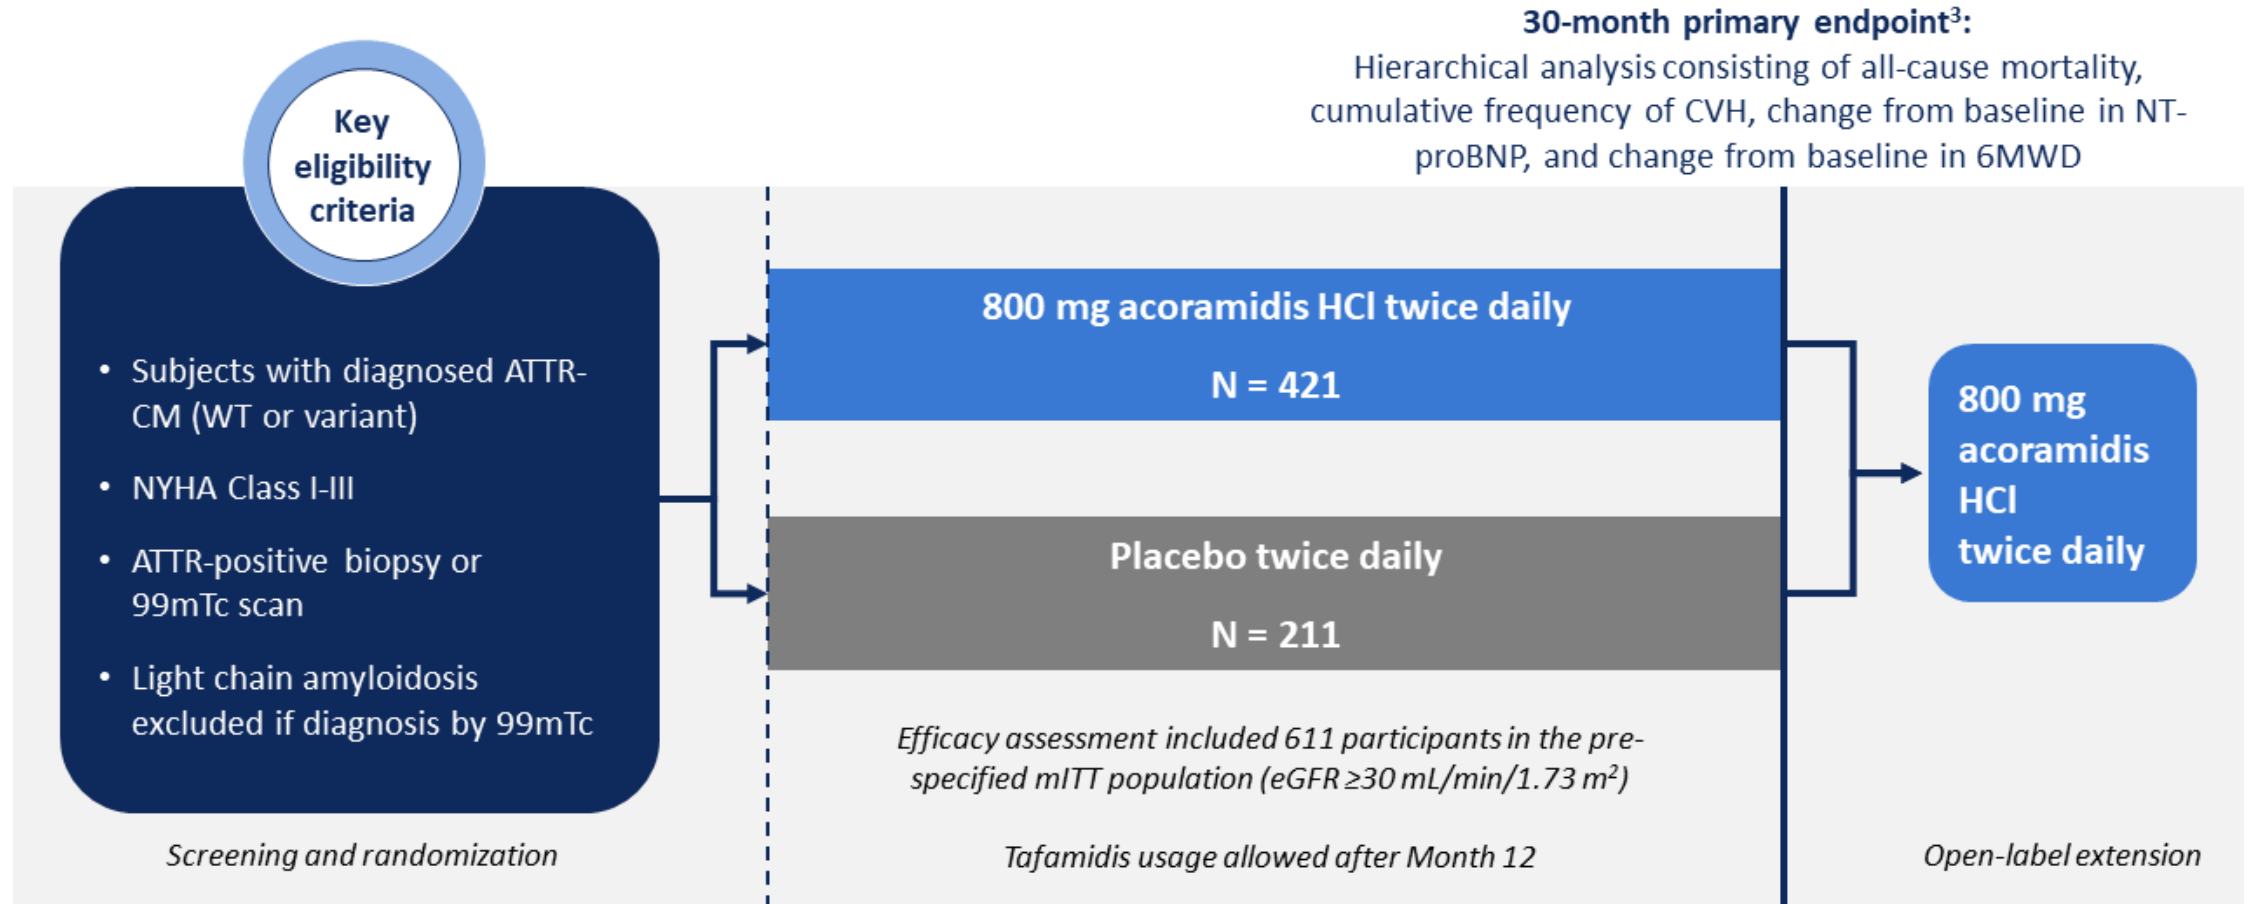 30-month primary endpoint³:
Hierarchical analysis consisting of all-cause mortality,
cumulative frequency of CVH, change from baseline in NT-
proBNP, and change from baseline in 6MWD
Key
eligibility
criteria
• Subjects with diagnosed ATTR-
CM (WT or variant)
• NYHA Class I-III
• ATTR-positive biopsy or
99mTc scan
• Light chain amyloidosis
excluded if diagnosis by 99mTc
Screening and randomization
800 mg acoramidis HCl twice daily
N = 421
Placebo twice daily
N = 211
Efficacy assessment included 611 participants in the pre-
specified mITT population (eGFR ≥30 mL/min/1.73 m²)
Tafamidis usage allowed after Month 12
800 mg
acoramidis
HCl
twice daily
Open-label extension